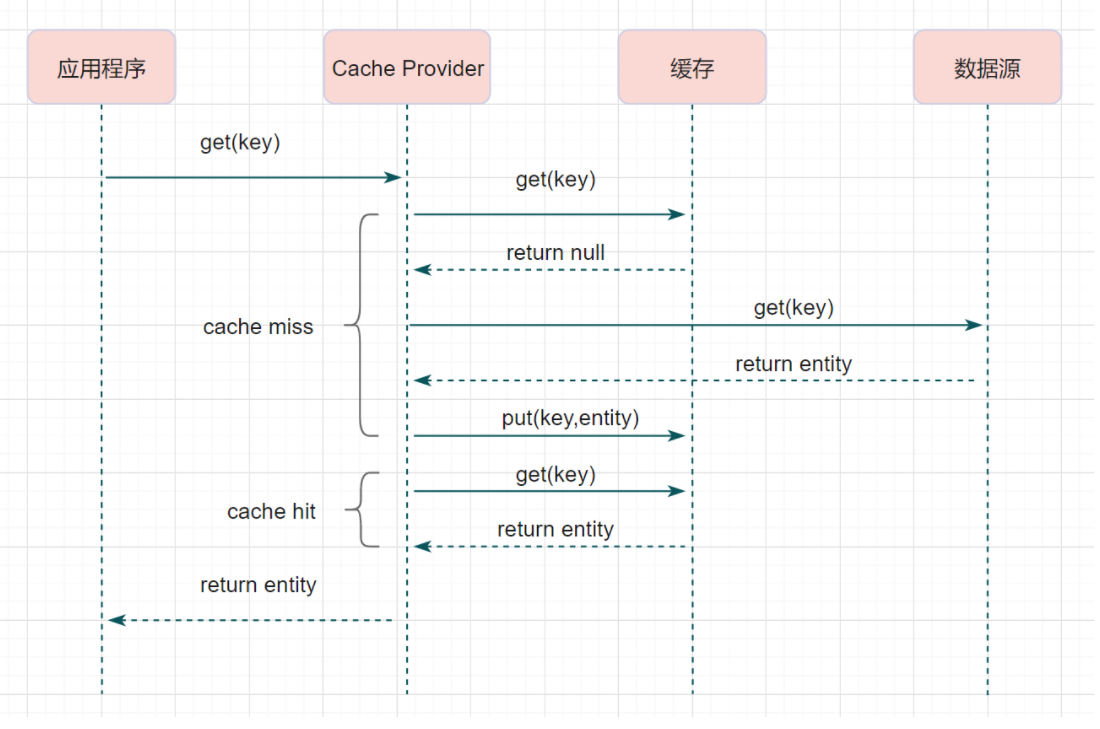 应用程序
Cache Provider
缓存
数据源
get(key)
get(key)
return null
get(key)
cache miss
return entity
put(key,entity)
get(key)
cache hit
return entity
return entity